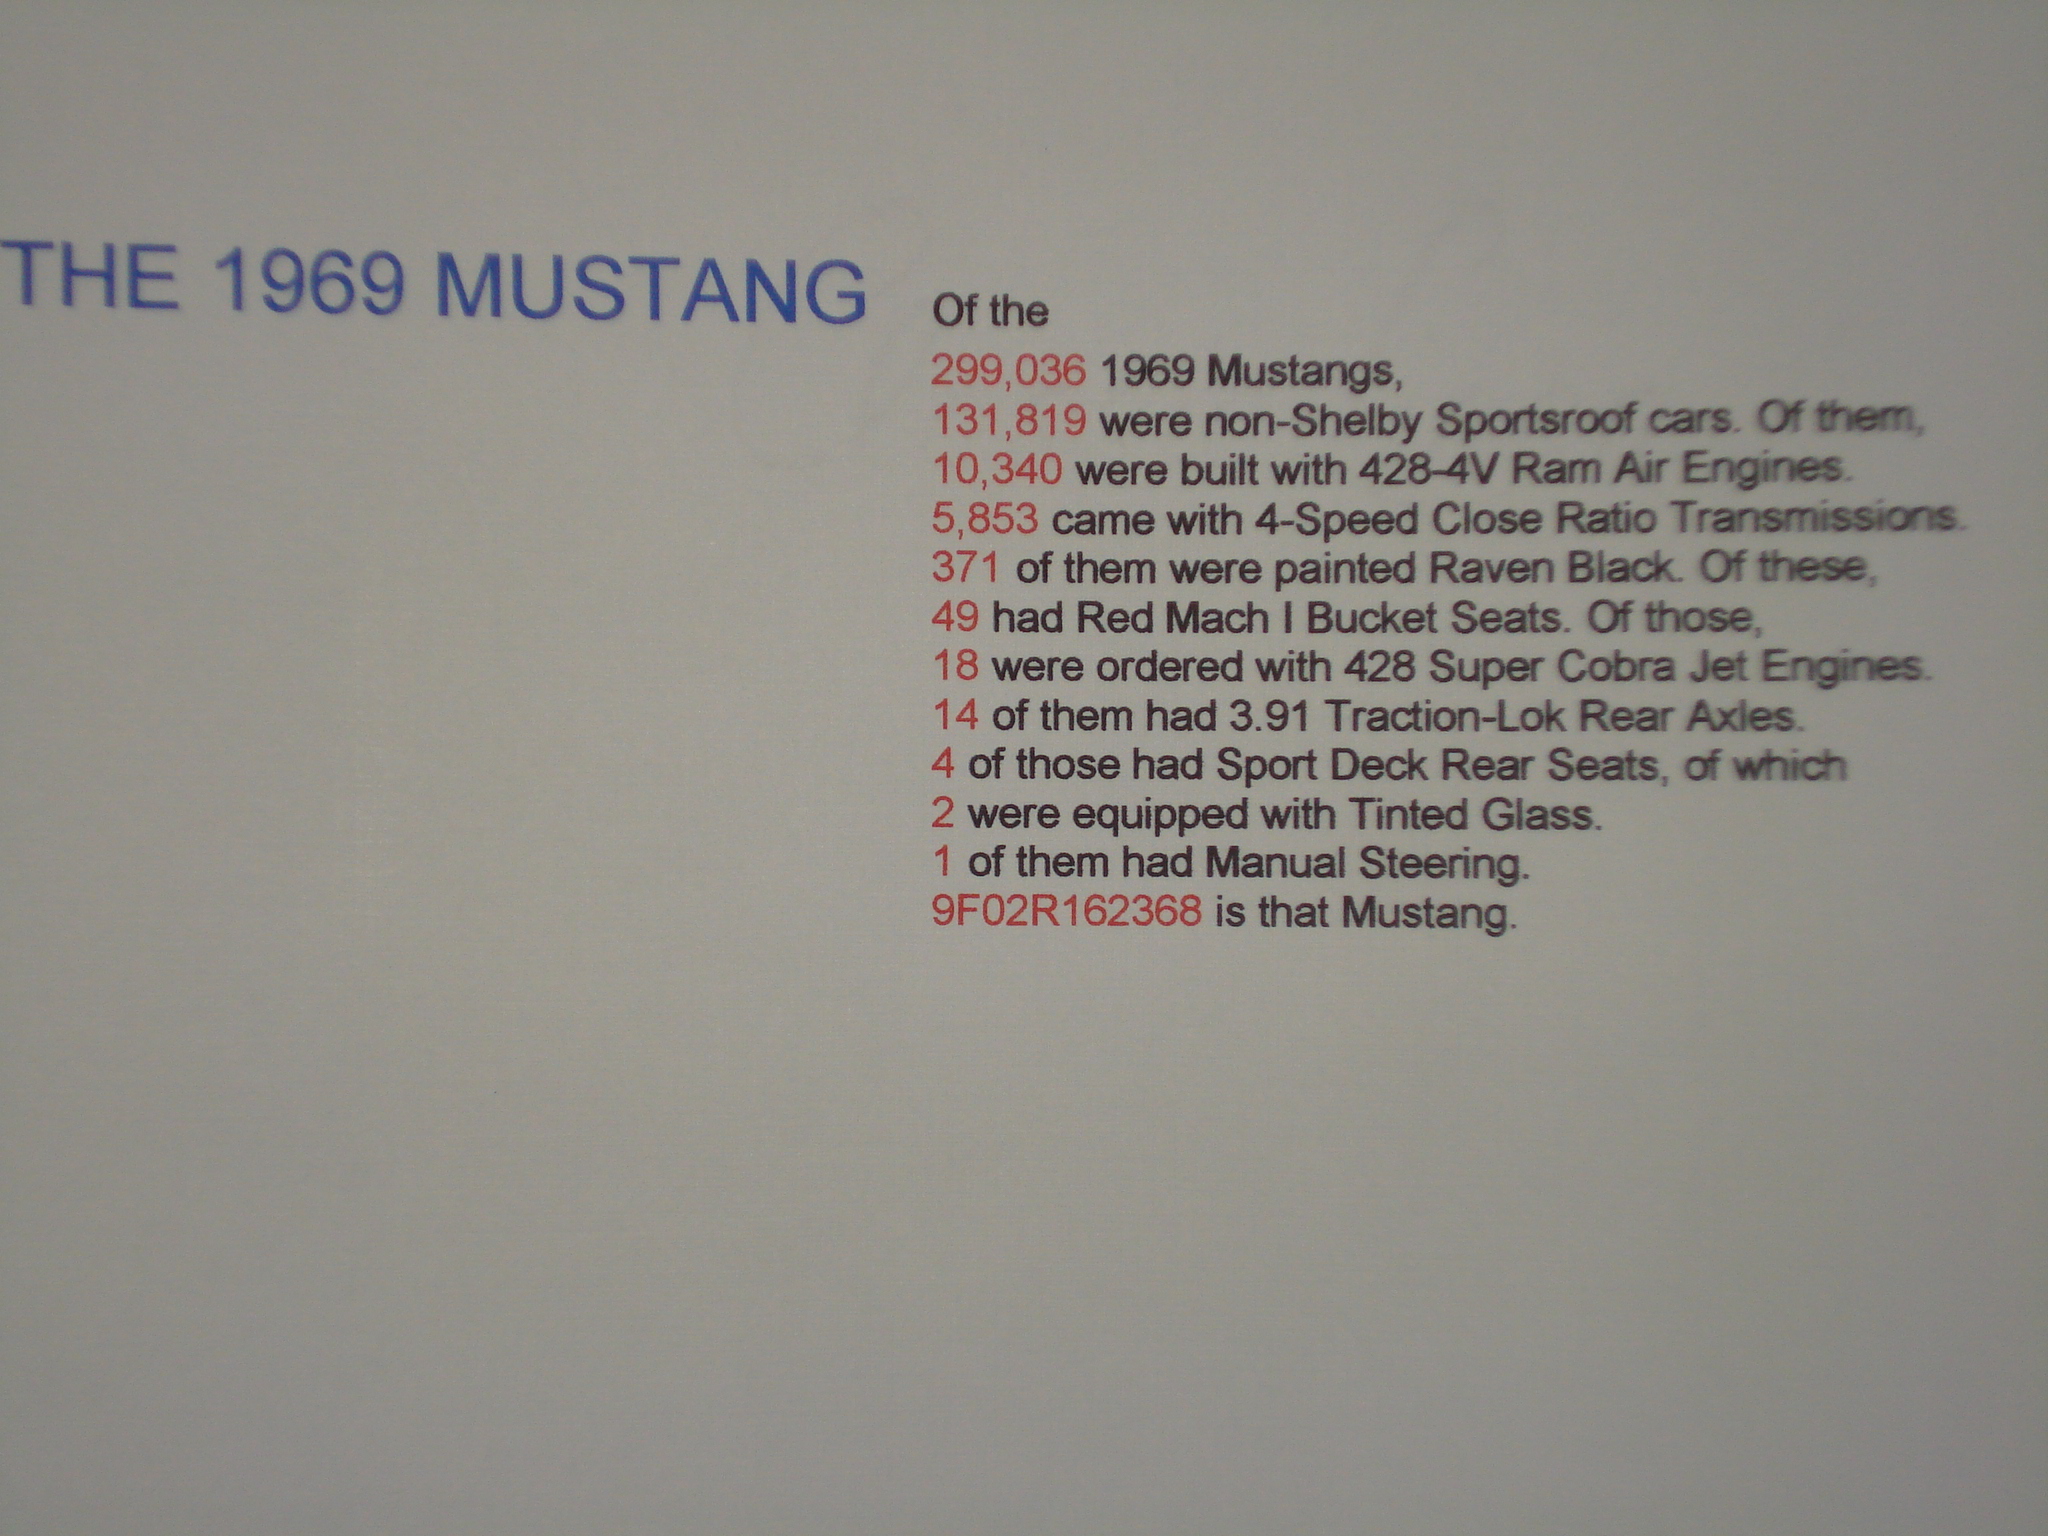 THE 1969 MUSTANG
Of the
299,036 1969 Mustangs,
131,819 were non-Shelby Sportsroof cars. Of them,
10,340 were built with 428-4V Ram Air Engines.
5,853 came with 4-Speed Close Ratio Transmissions.
371 of them were painted Raven Black. Of these,
49 had Red Mach I Bucket Seats. Of those,
18 were ordered with 428 Super Cobra Jet Engines.
14 of them had 3.91 Traction-Lok Rear Axles.
4 of those had Sport Deck Rear Seats, of which
2 were equipped with Tinted Glass.
1 of them had Manual Steering.
9F02R162368 is that Mustang.